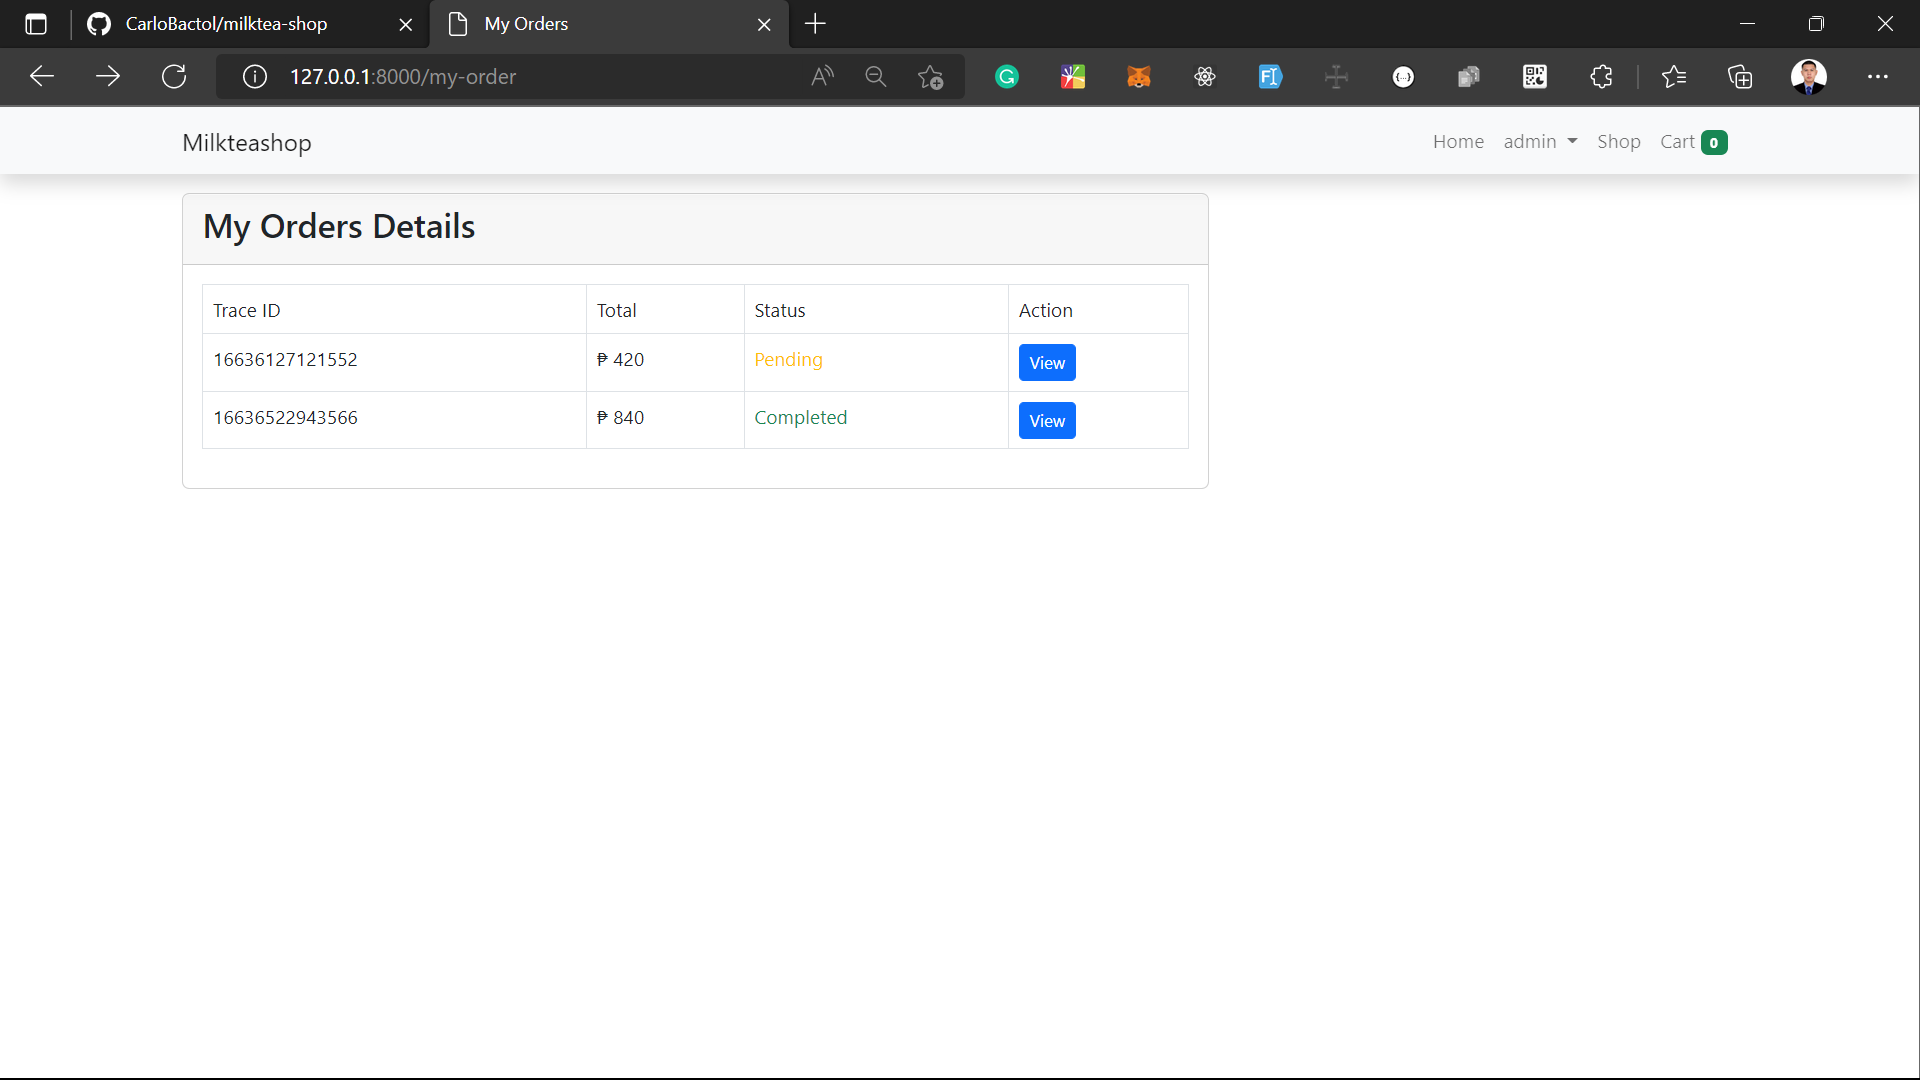 CarloBactol/milktea-shop
My Orders
127.0.0.1:8000/my-order
Milkteashop
Home admin Shop Cart 0
My Orders Details
Trace ID Total Status Action
16636127121552 ₱ 420 Pending View
16636522943566 ₱ 840 Completed View